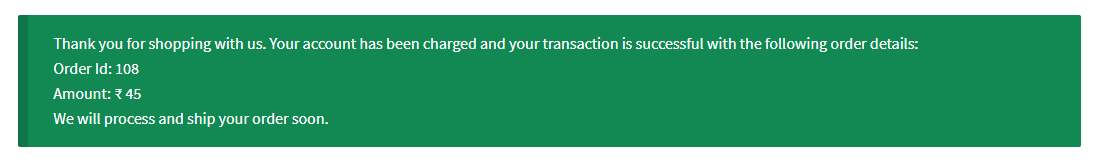 Thank you for shopping with us. Your account has been charged and your transaction is successful with the following order details:
Order Id: 108
Amount: ₹ 45
We will process and ship your order soon.